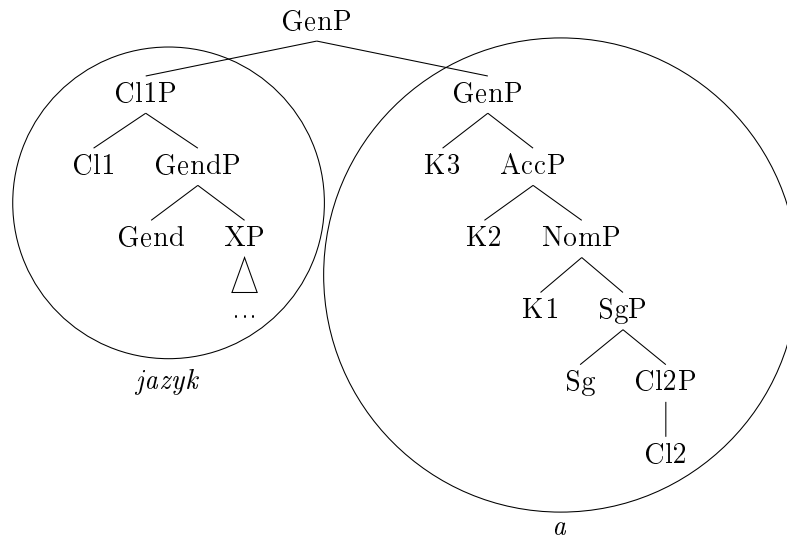 GenP
Cl1P GenP
Cl1 GendP K3 AccP
Gend XP K2 NomP
... K1 SgP
jazyk Sg Cl2P
Cl2
a